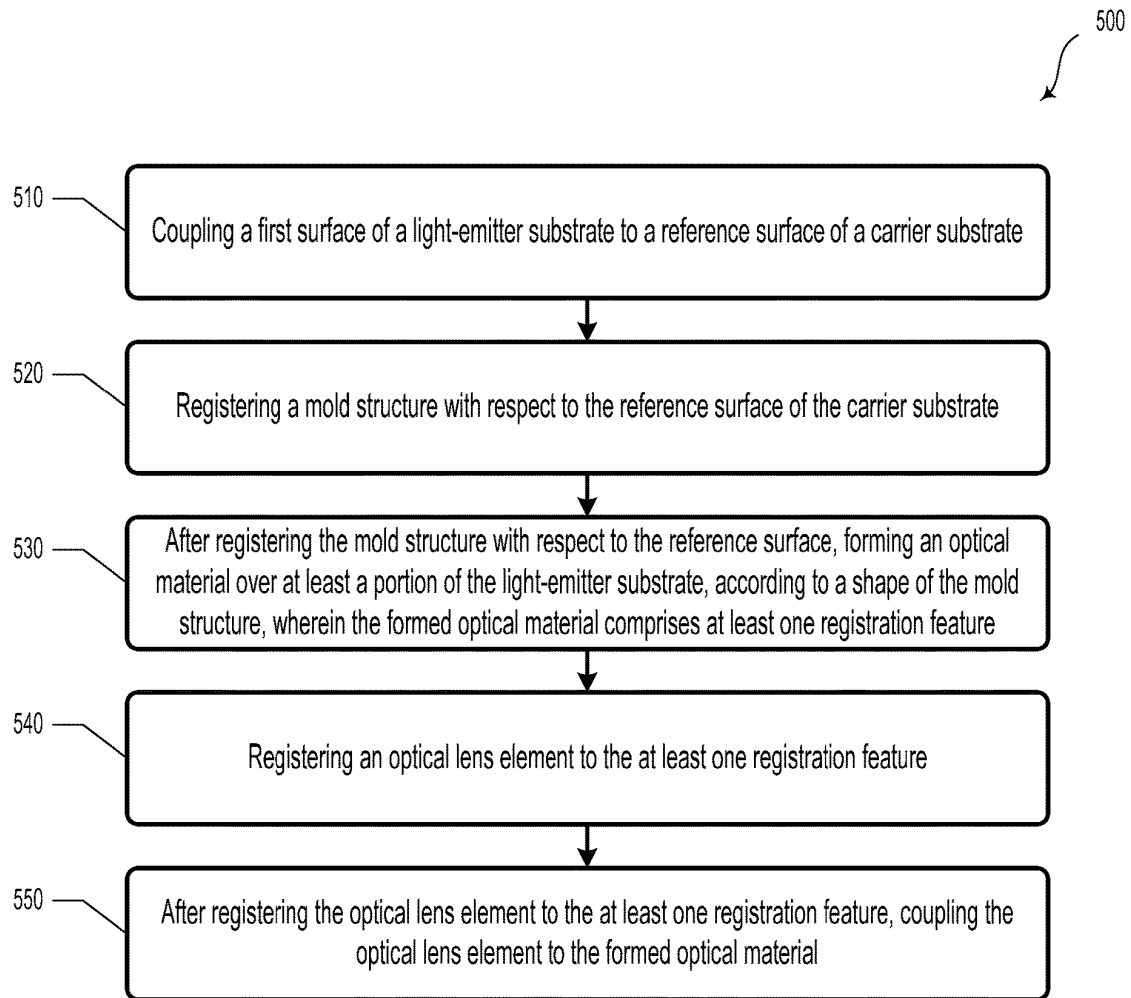 500
510
Coupling a first surface of a light-emitter substrate to a reference surface of a carrier substrate
520
Registering a mold structure with respect to the reference surface of the carrier substrate
530
After registering the mold structure with respect to the reference surface, forming an optical
material over at least a portion of the light-emitter substrate, according to a shape of the mold
structure, wherein the formed optical material comprises at least one registration feature
540
Registering an optical lens element to the at least one registration feature
550
After registering the optical lens element to the at least one registration feature, coupling the
optical lens element to the formed optical material